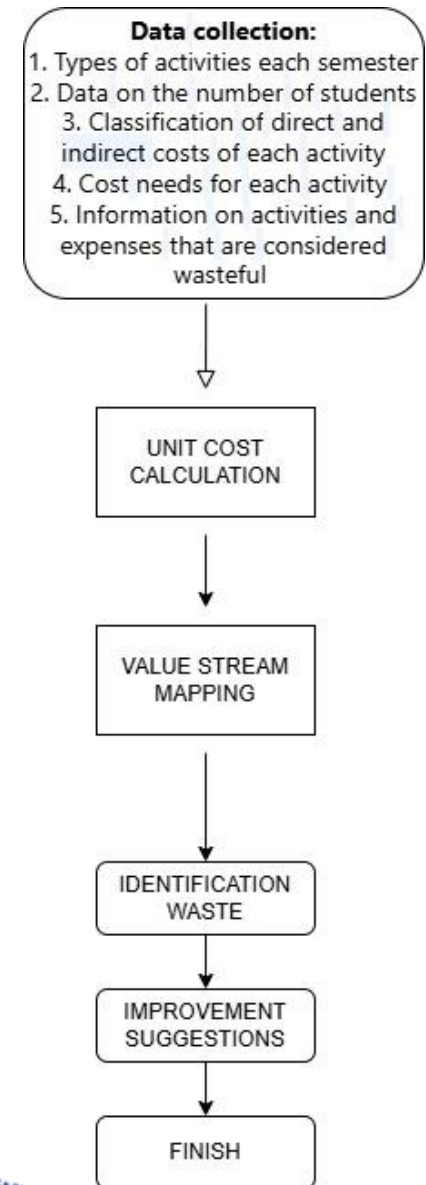 Data collection:
1. Types of activities each semester
2. Data on the number of students
3. Classification of direct and
indirect costs of each activity
4. Cost needs for each activity
5. Information on activities and
expenses that are considered
wasteful
UNIT COST
CALCULATION
VALUE STREAM
MAPPING
IDENTIFICATION
WASTE
IMPROVEMENT
SUGGESTIONS
FINISH